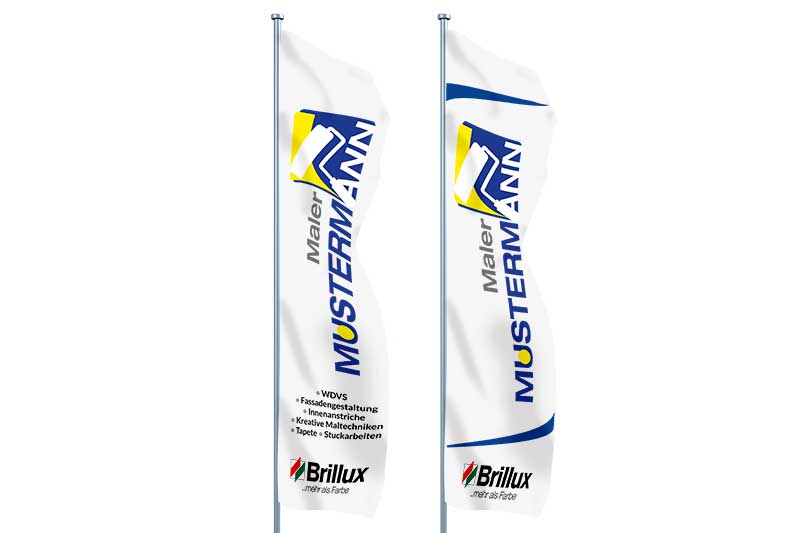 Maler
MUSTERMANN
• WDVS
• Fassadengestaltung
• Innenanstriche
• Kreative Maltechniken
• Tapete • Stuckarbeiten
Brillux
...mehr als Farbe
Maler
MUSTERMANN
Brillux
...mehr als Farbe